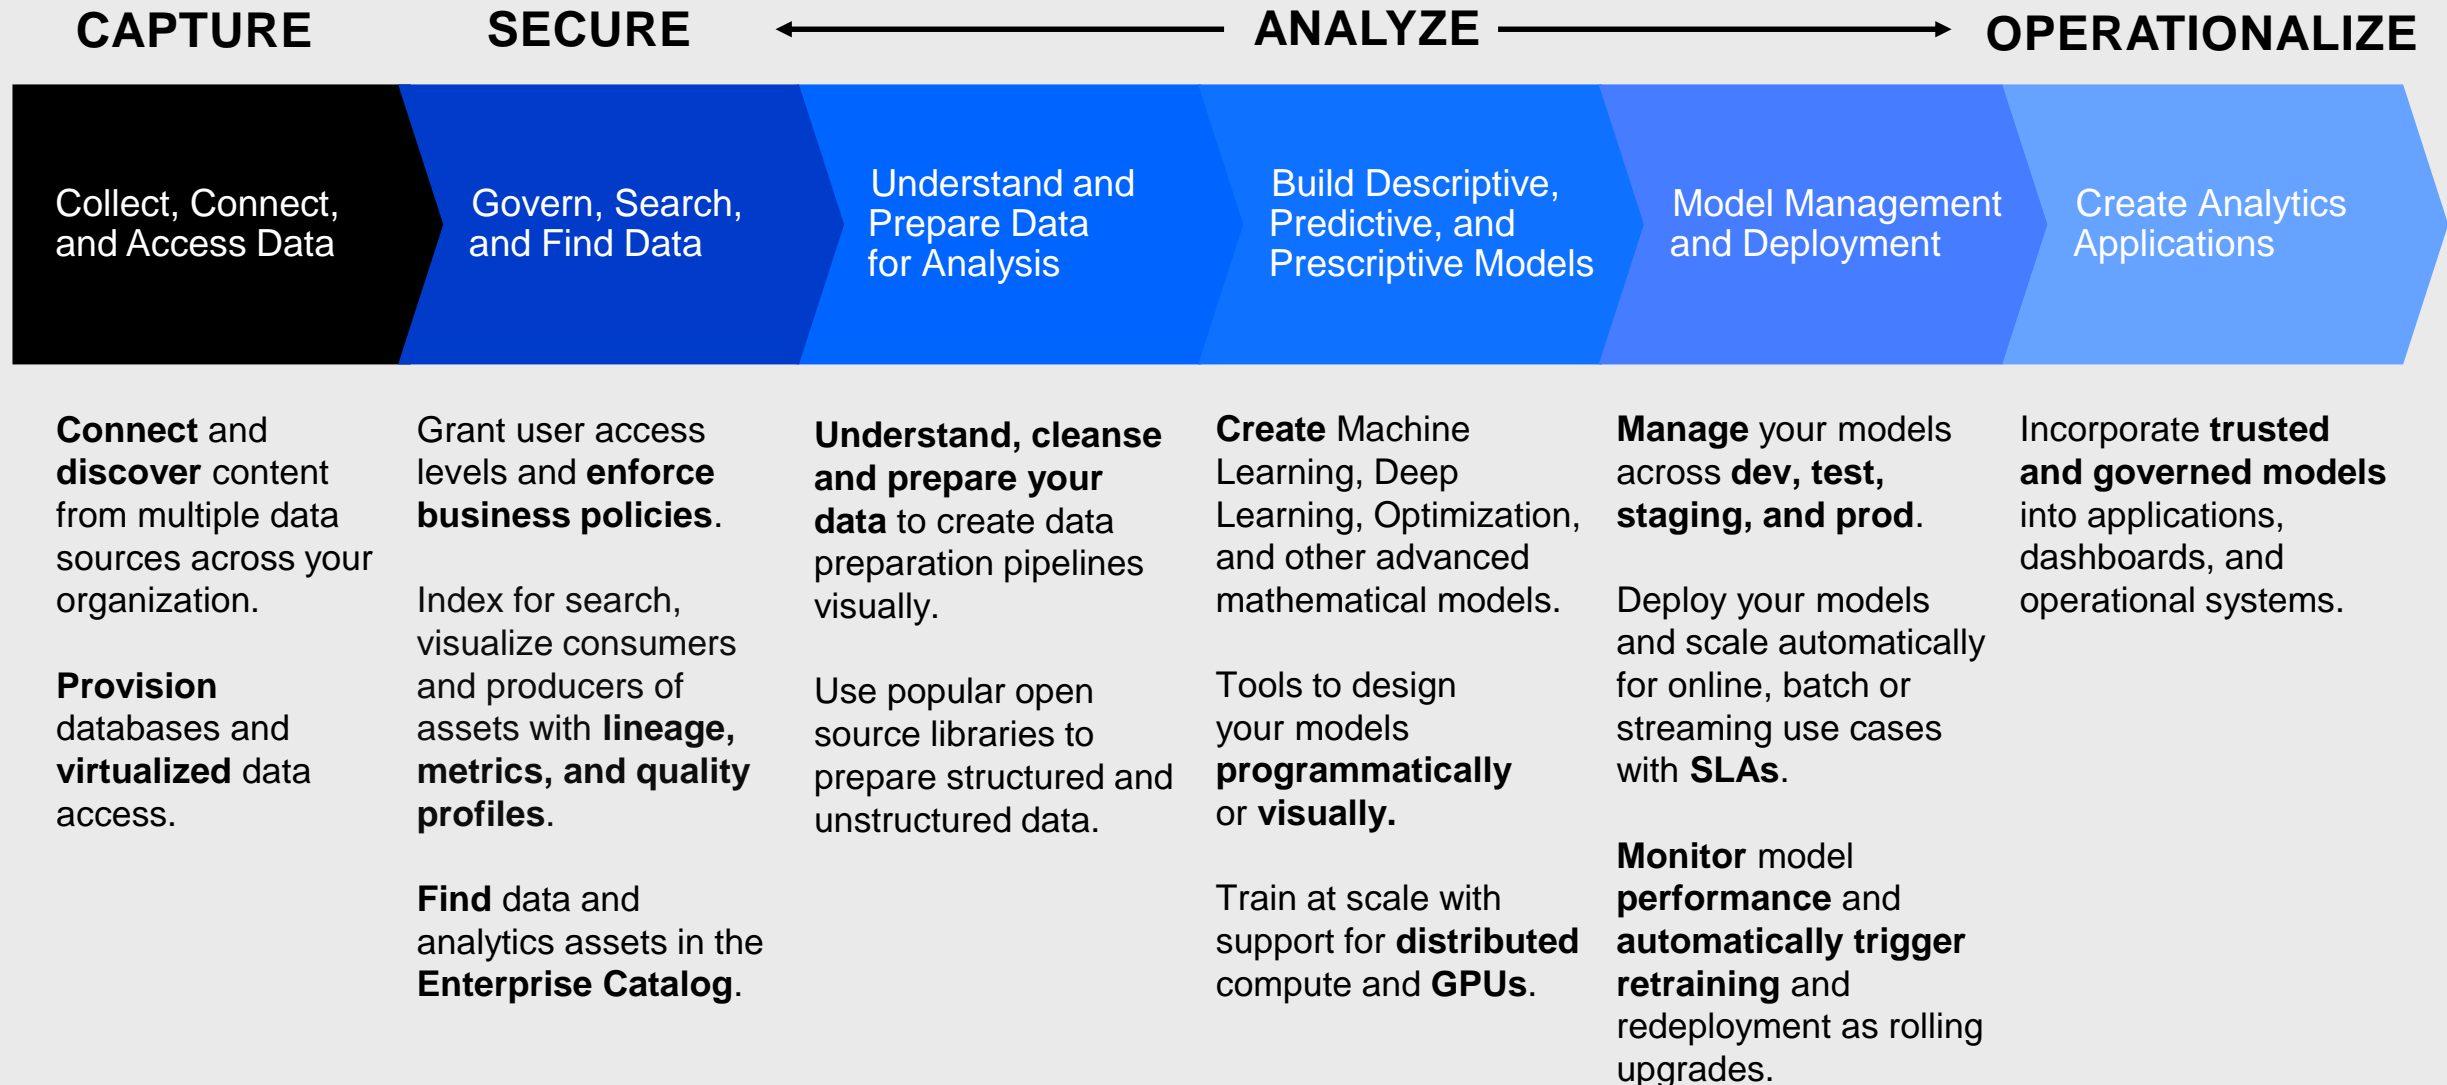 CAPTURE
SECURE
ANALYZE
OPERATIONALIZE
Collect, Connect,
and Access Data
Govern, Search,
and Find Data
Understand and
Prepare Data
for Analysis
Build Descriptive,
Predictive, and
Prescriptive Models
Model Management
and Deployment
Create Analytics
Applications
Connect and
discover content
from multiple data
sources across your
organization.
Provision
databases and
virtualized data
access.
Grant user access
levels and enforce
business policies.
Index for search,
visualize consumers
and producers of
assets with lineage,
metrics, and quality
profiles.
Find data and
analytics assets in the
Enterprise Catalog.
Understand, cleanse
and prepare your
data to create data
preparation pipelines
visually.
Use popular open
source libraries to
prepare structured and
unstructured data.
Create Machine
Learning, Deep
Learning, Optimization,
and other advanced
mathematical models.
Tools to design
your models
programmatically
or visually.
Train at scale with
support for distributed
compute and GPUs.
Manage your models
across dev, test,
staging, and prod.
Deploy your models
and scale automatically
for online, batch or
streaming use cases
with SLAs.
Monitor model
performance and
automatically trigger
retraining and
redeployment as rolling
upgrades.
Incorporate trusted
and governed models
into applications,
dashboards, and
operational systems.